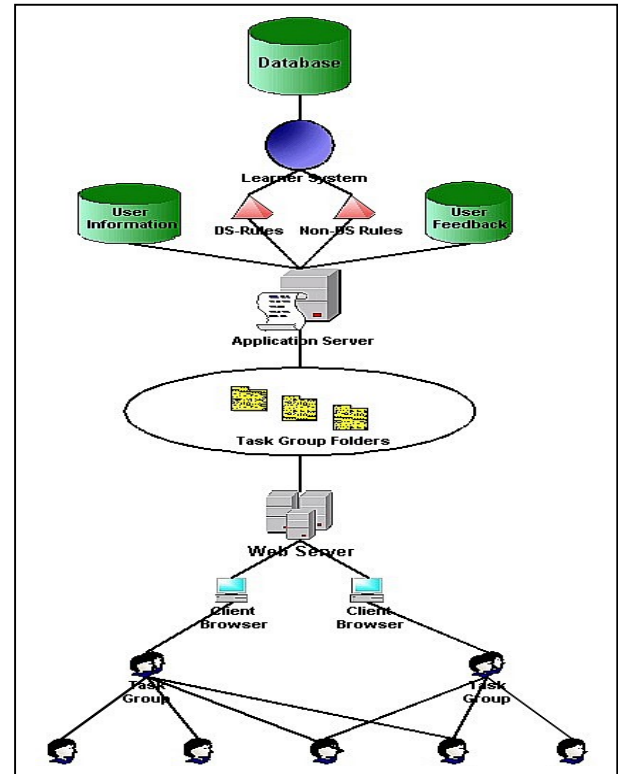 Database
Learner System
User
Information
DS-Rules
Non-DS Rules
User
Feedback
Application Server
Task Group Folders
Web Server
Client
Browser
Client
Browser
Task
Group
Task
Group